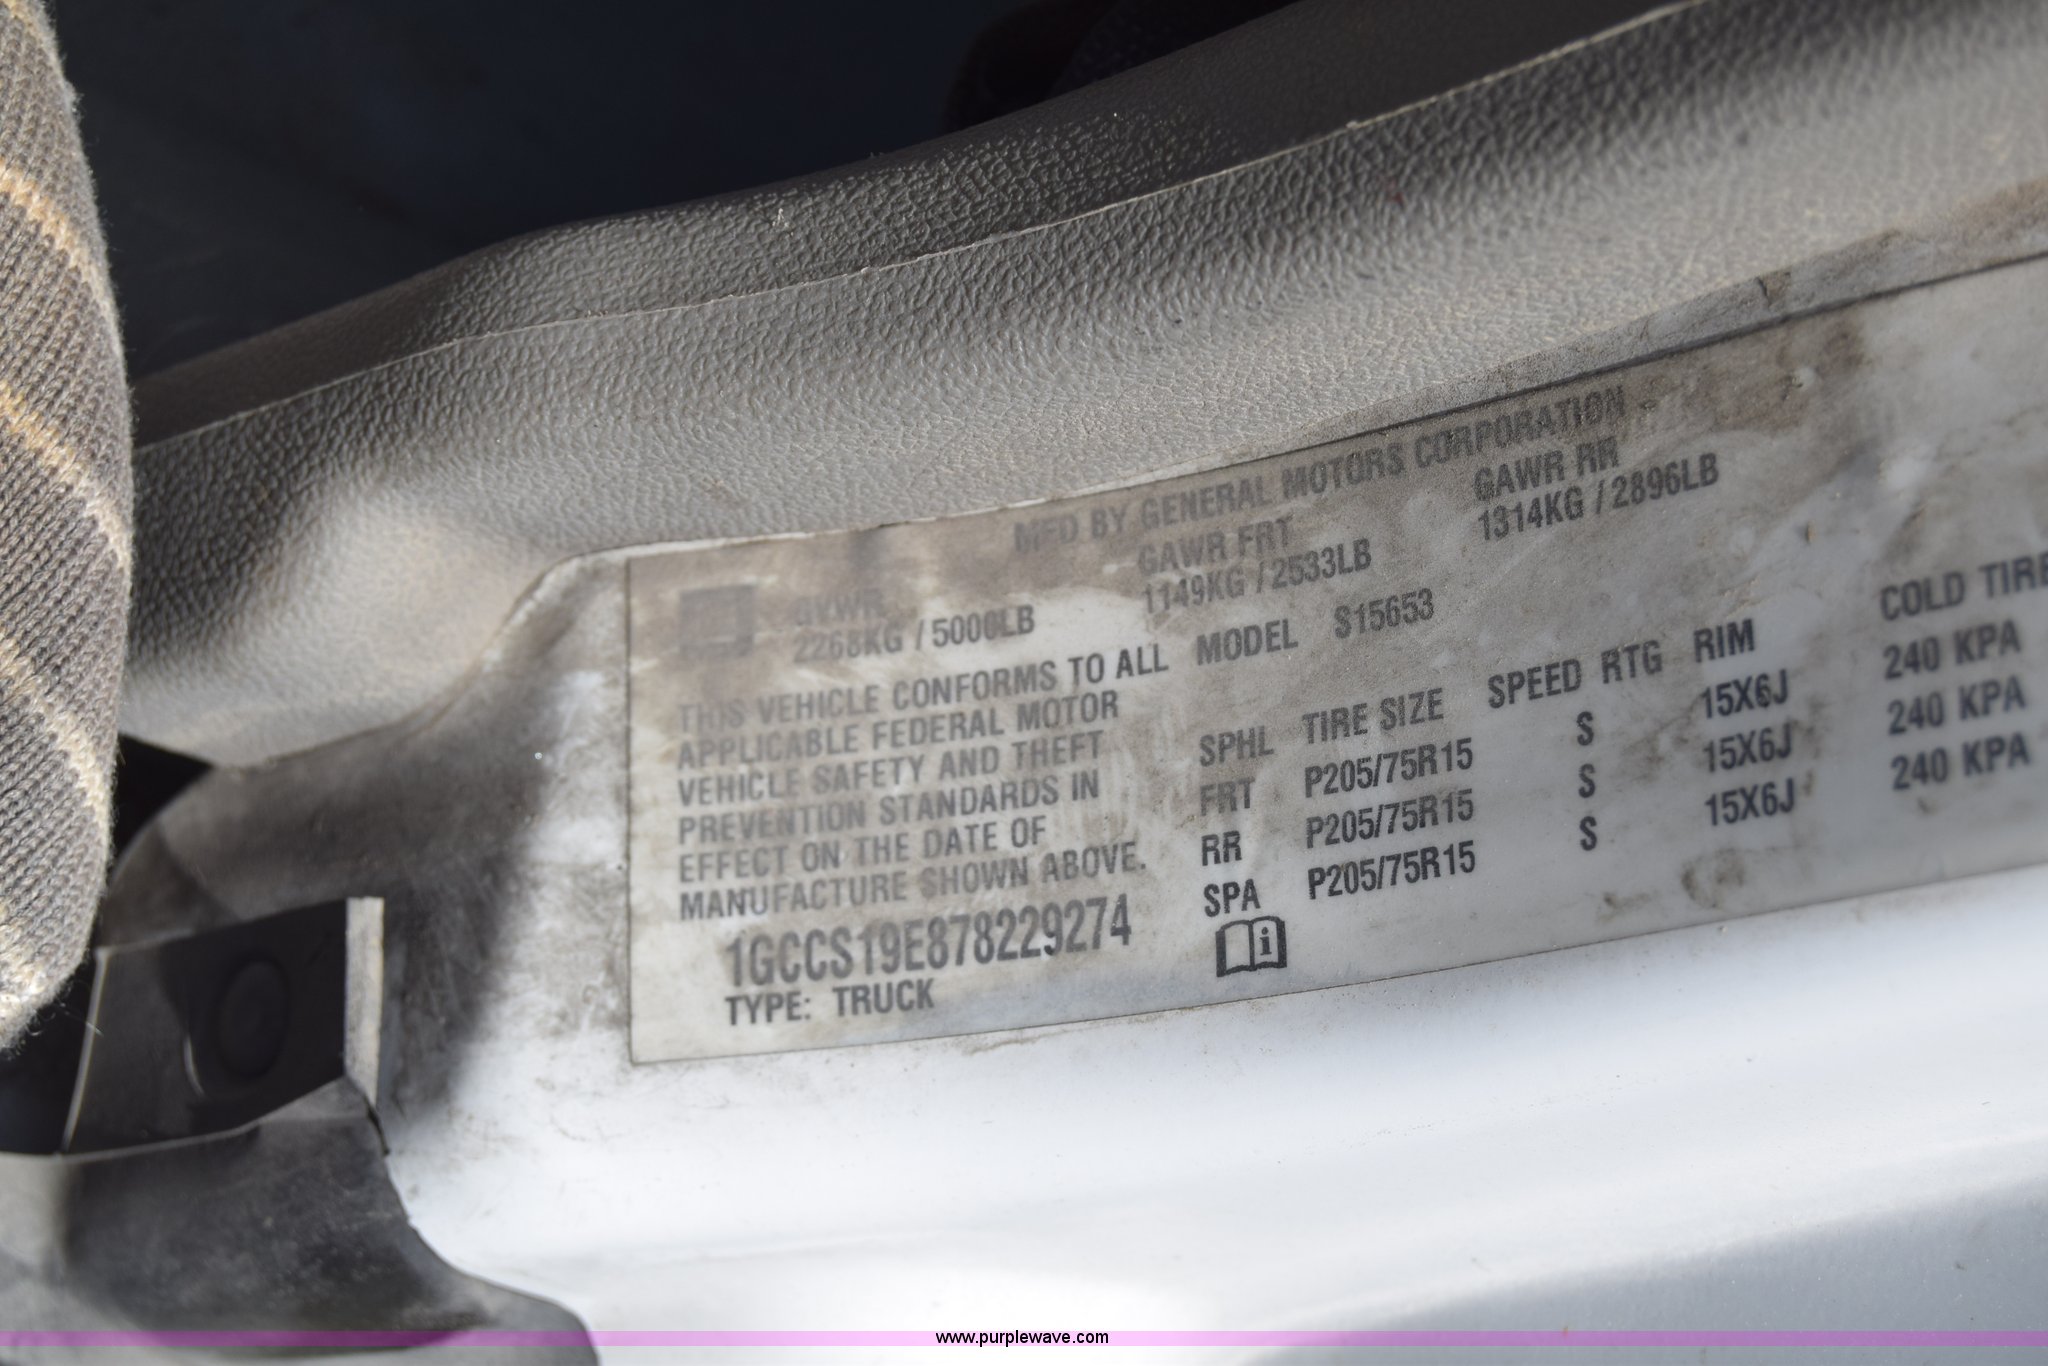 MFD BY GENERAL MOTORS CORPORATION
GVWR GAWR FRT GAWR RR
2268KG / 5000LB 1149KG / 2533LB 1314KG / 2896LB
THIS VEHICLE CONFORMS TO ALL
APPLICABLE FEDERAL MOTOR
VEHICLE SAFETY AND THEFT
PREVENTION STANDARDS IN
EFFECT ON THE DATE OF
MANUFACTURE SHOWN ABOVE.
1GCCS19E878229274
TYPE: TRUCK
MODEL S15653
SPHL TIRE SIZE SPEED RTG RIM COLD TIRE
FRT P205/75R15 S 15X6J 240 KPA
RR P205/75R15 S 15X6J 240 KPA
SPA P205/75R15 S 15X6J 240 KPA
www.purplewave.com